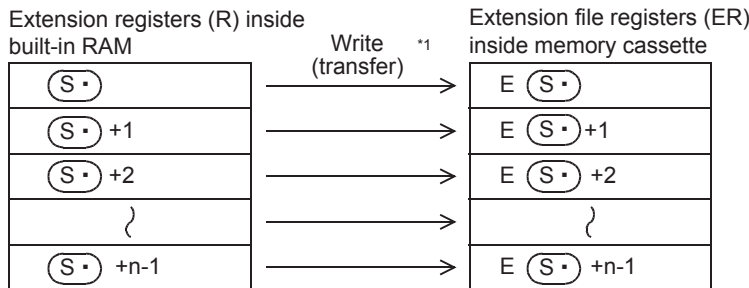 Extension registers (R) inside
built-in RAM
Write *1
(transfer)
Extension file registers (ER)
inside memory cassette
S・
E S・
S・ +1
E S・ +1
S・ +2
E S・ +2
S・ +n-1
E S・ +n-1